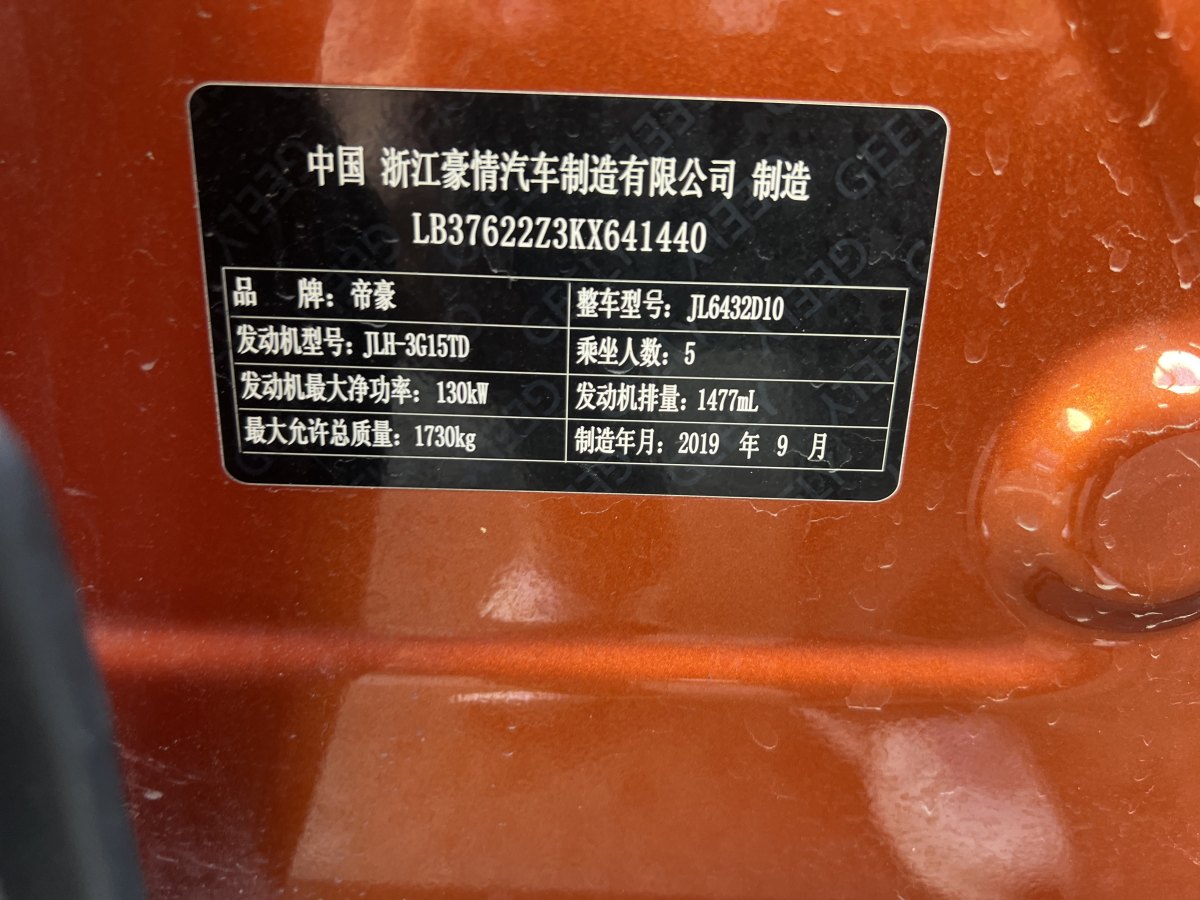 中国 浙江豪情汽车制造有限公司 制造
LB37622Z3KX641440
品 牌：帝豪 整车型号：JL6432D10
发动机型号：JLH-3G15TD 乘坐人数：5
发动机最大净功率：130kW 发动机排量：1477mL
最大允许总质量：1730kg 制造年月：2019 年 9 月